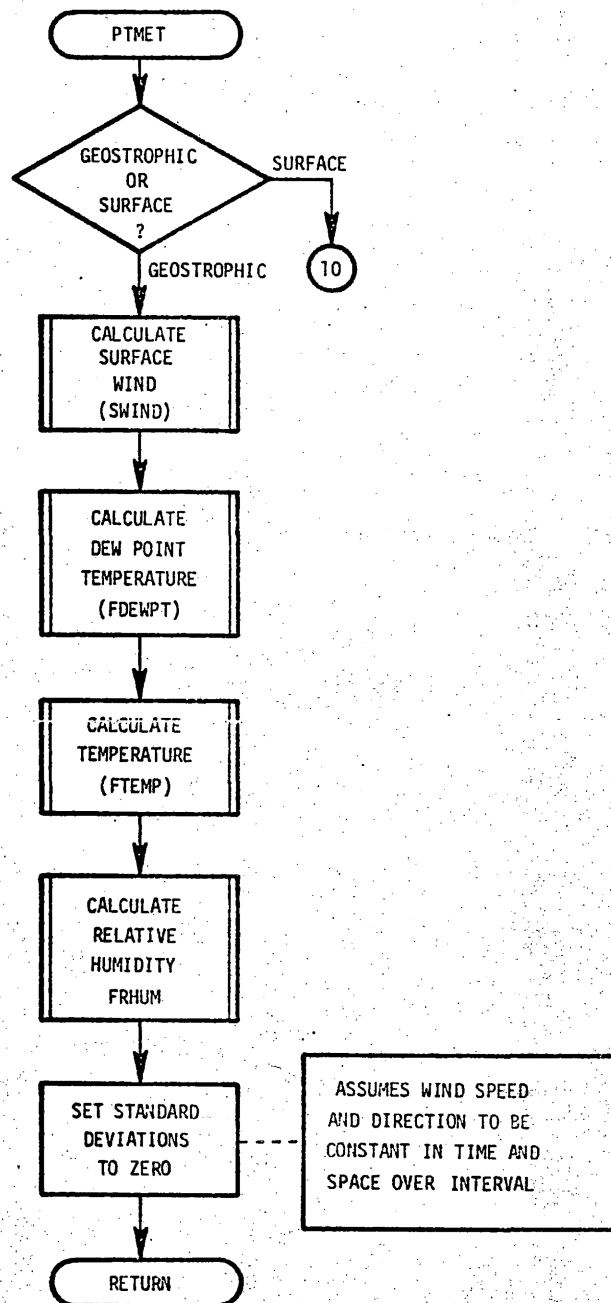 PTMET
GEOSTROPHIC
OR
SURFACE
?
SURFACE
10
GEOSTROPHIC
CALCULATE
SURFACE
WIND
(SWIND)
CALCULATE
DEW POINT
TEMPERATURE
(FDEWPT)
CALCULATE
TEMPERATURE
(FTEMP)
CALCULATE
RELATIVE
HUMIDITY
FRHUM
SET STANDARD
DEVIATIONS
TO ZERO
ASSUMES WIND SPEED
AND DIRECTION TO BE
CONSTANT IN TIME AND
SPACE OVER INTERVAL
RETURN